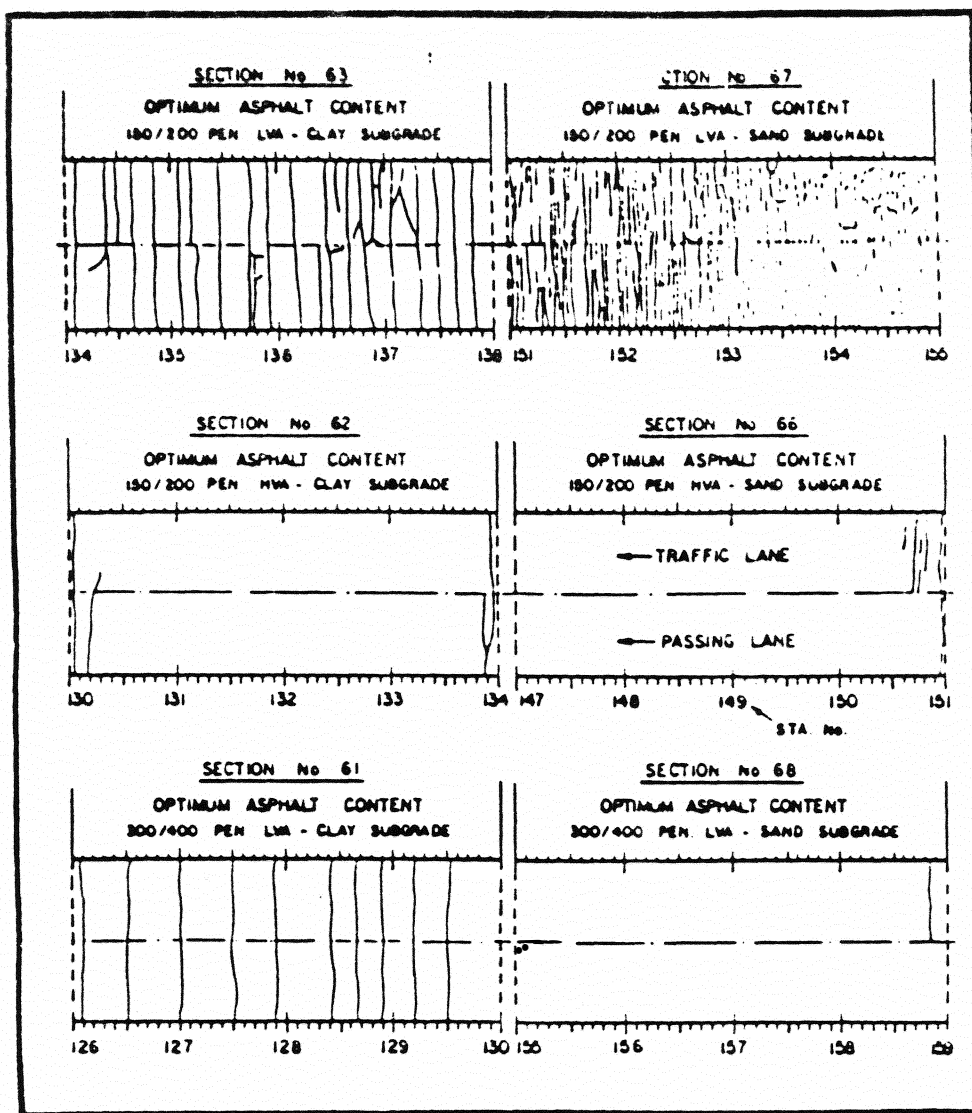 SECTION No 63
OPTIMUM ASPHALT CONTENT
150/200 PEN LVA - CLAY SUBGRADE
134 135 136 137 138
CTION No 67
OPTIMUM ASPHALT CONTENT
150/200 PEN LVA - SAND SUBGRADE
151 152 153 154 155
SECTION No 62
OPTIMUM ASPHALT CONTENT
150/200 PEN HVA - CLAY SUBGRADE
130 131 132 133 134
SECTION No 66
OPTIMUM ASPHALT CONTENT
150/200 PEN HVA - SAND SUBGRADE
TRAFFIC LANE
PASSING LANE
147 148 149 150 151
STA. No.
SECTION No 61
OPTIMUM ASPHALT CONTENT
300/400 PEN LVA - CLAY SUBGRADE
126 127 128 129 130
SECTION No 68
OPTIMUM ASPHALT CONTENT
300/400 PEN. LVA - SAND SUBGRADE
155 156 157 158 159